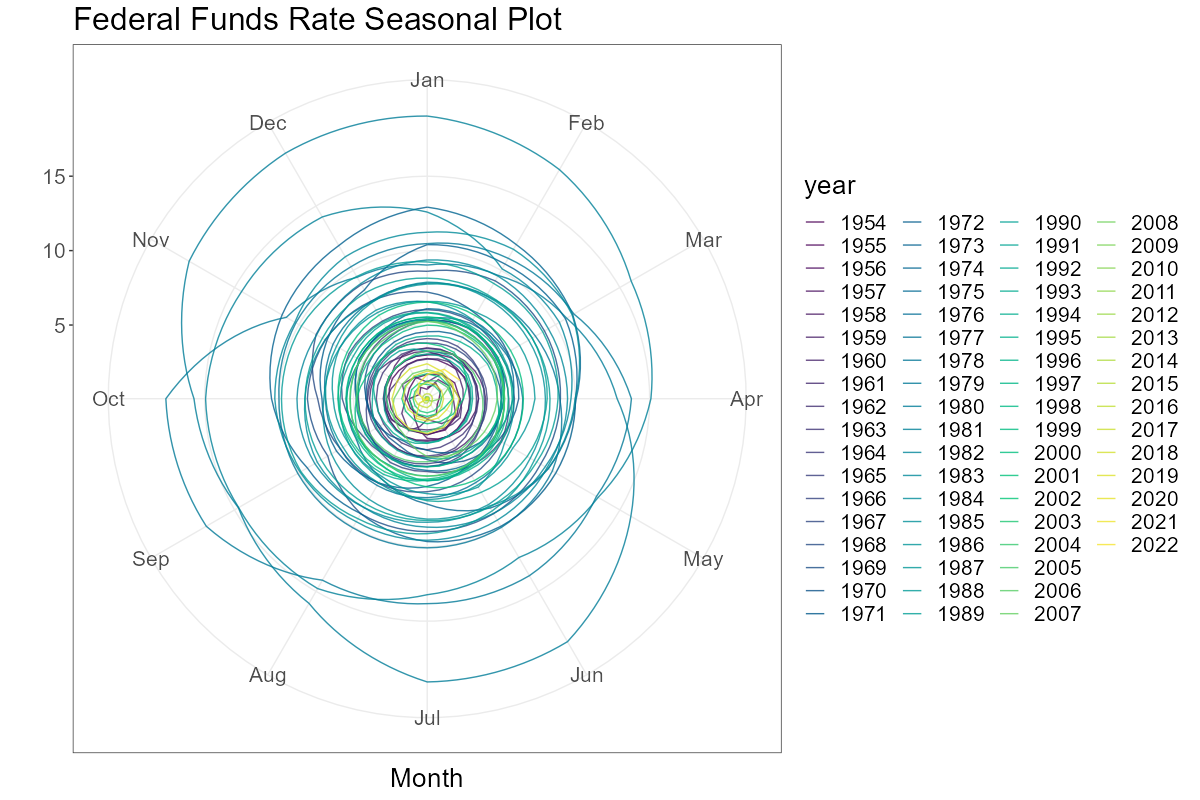 Federal Funds Rate Seasonal Plot
Jan
Dec Feb
15
Nov Mar
10
5
Oct Apr
Sep May
Aug Jun
Jul
Month
year
1954 1972 1990 2008
1955 1973 1991 2009
1956 1974 1992 2010
1957 1975 1993 2011
1958 1976 1994 2012
1959 1977 1995 2013
1960 1978 1996 2014
1961 1979 1997 2015
1962 1980 1998 2016
1963 1981 1999 2017
1964 1982 2000 2018
1965 1983 2001 2019
1966 1984 2002 2020
1967 1985 2003 2021
1968 1986 2004 2022
1969 1987 2005
1970 1988 2006
1971 1989 2007